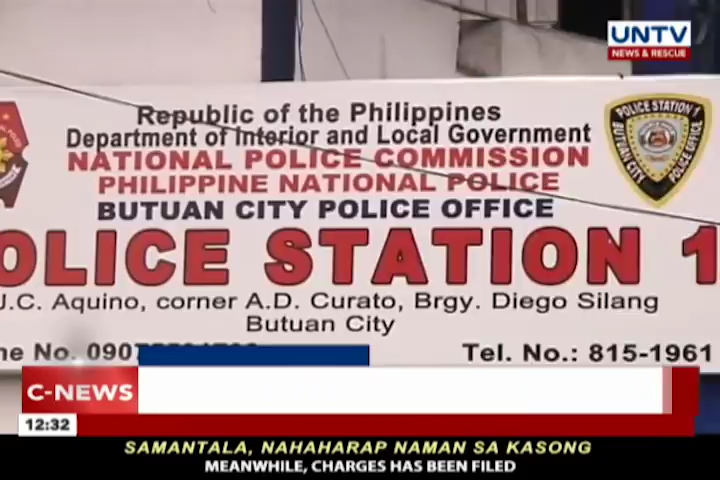 UNTV
NEWS & RESCUE
Republic of the Philippines
Department of Interior and Local Government
NATIONAL POLICE COMMISSION
PHILIPPINE NATIONAL POLICE
BUTUAN CITY POLICE OFFICE
POLICE STATION 1
BUTUAN CITY
POLICE OFFICE
OLICE STATION 1
J.C. Aquino, corner A.D. Curato, Brgy. Diego Silang
Butuan City
ne No.
Tel. No.: 815-1961
C-NEWS
12:32
SAMANTALA, NAHAHARAP NAMAN SA KASONG
MEANWHILE, CHARGES HAS BEEN FILED